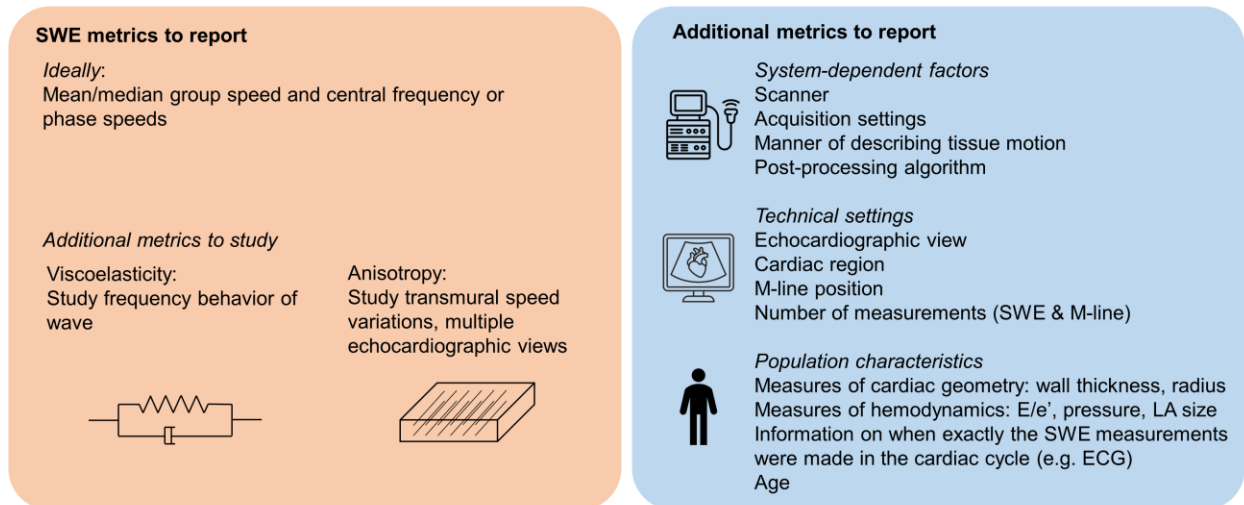 SWE metrics to report
Ideally:
Mean/median group speed and central frequency or
phase speeds
Additional metrics to study
Viscoelasticity:
Study frequency behavior of
wave
Anisotropy:
Study transmural speed
variations, multiple
echocardiographic views
Additional metrics to report
System-dependent factors
Scanner
Acquisition settings
Manner of describing tissue motion
Post-processing algorithm
Technical settings
Echocardiographic view
Cardiac region
M-line position
Number of measurements (SWE & M-line)
Population characteristics
Measures of cardiac geometry: wall thickness, radius
Measures of hemodynamics: E/e’, pressure, LA size
Information on when exactly the SWE measurements
were made in the cardiac cycle (e.g. ECG)
Age